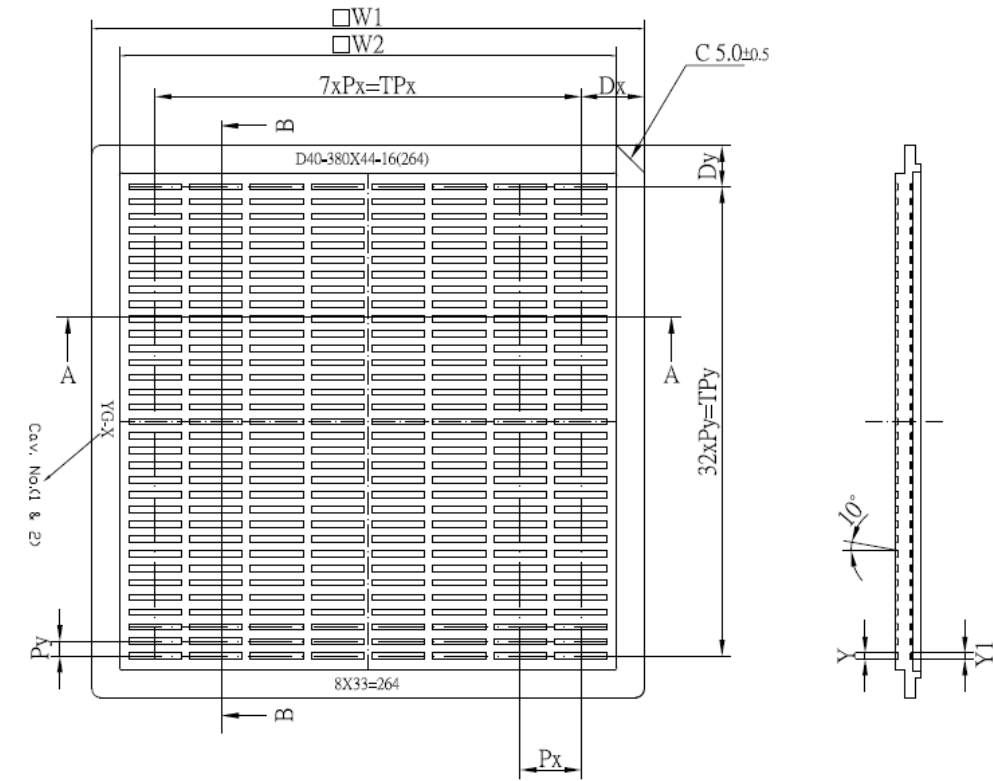 □W1
□W2
C 5.0±0.5
7xPx=TPx
Dx
B
D40-380X44-16(264)
Dy
A
A
32xPy=TPy
YG-X
Cav. No.(1 & 2)
10°
Py
Y
Y1
8X33=264
B
Px